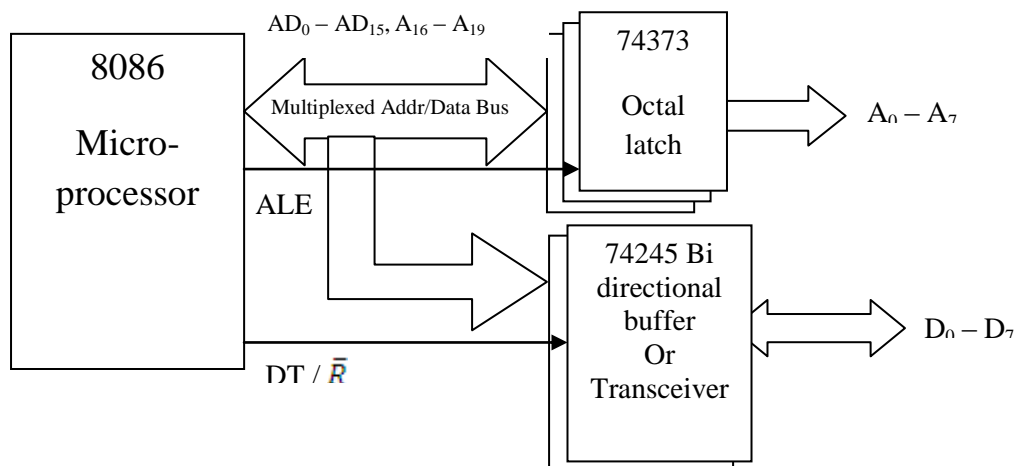 AD₀ – AD₁₅, A₁₆ – A₁₉
8086
Micro-
processor
Multiplexed Addr/Data Bus
ALE
74373
Octal
latch
A₀ – A₇
74245 Bi
directional
buffer
Or
Transceiver
D₀ – D₇
DT / R̅